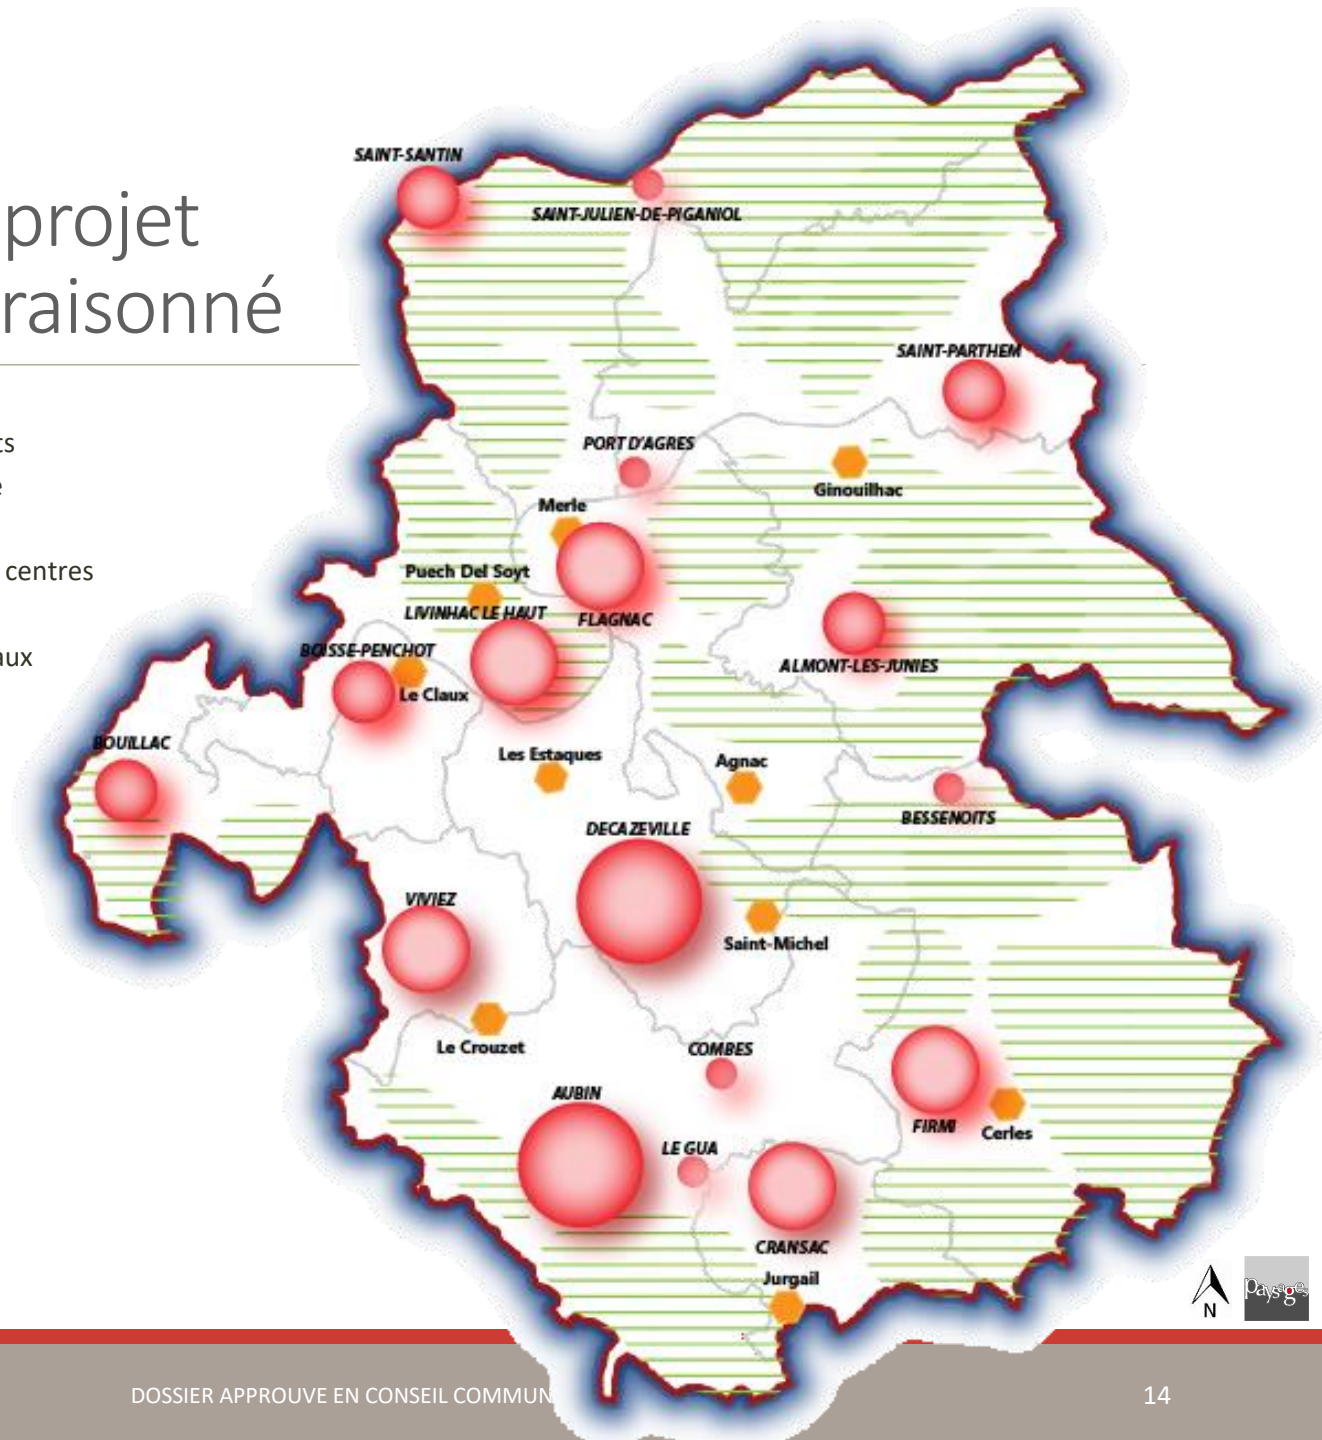 projet
raisonné
ts
e
centres
aux
SAINT-SANTIN
SAINT-JULIEN-DE-PIGANIOL
SAINT-PARTHEM
PORT D'AGRES
Ginouilhac
Merle
Puech Del Soyt
LIVINHAC LE HAUT
FLAGNAC
BOISSE-PENCHOT
ALMONT-LES-JUNIES
Le Claux
BOUILLAC
Les Estaques
Agnac
BESSENOITS
DECAZEVILLE
VIVIEZ
Saint-Michel
Le Crouzet
COMBES
AUBIN
FIRMI
Cerles
LE GUA
CRANSAC
Jurgail
N
Paysages
DOSSIER APPROUVE EN CONSEIL COMMUN
14